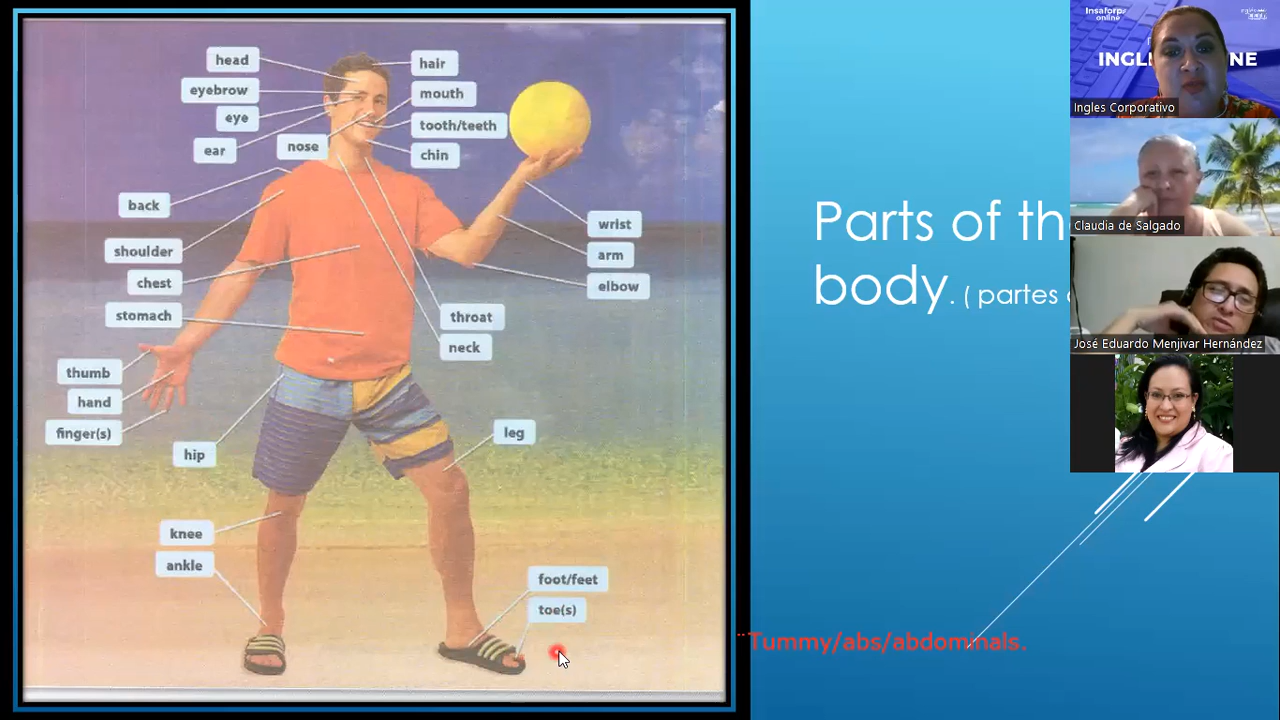 head
hair
eyebrow
mouth
eye
tooth/teeth
ear
nose
chin
back
shoulder
wrist
chest
arm
elbow
stomach
throat
neck
thumb
hand
finger(s)
hip
leg
knee
ankle
foot/feet
toe(s)
Parts of th
body. ( partes
¨Tummy/abs/abdominals.
Insaforp
online
INGL NE
Ingles Corporativo
Claudia de Salgado
José Eduardo Menjivar Hernández